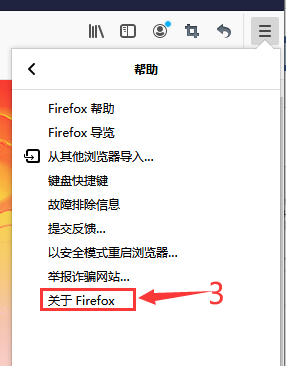 帮助
Firefox 帮助
Firefox 导览
从其他浏览器导入...
键盘快捷键
故障排除信息
提交反馈...
以安全模式重启浏览器...
举报诈骗网站...
关于 Firefox
3